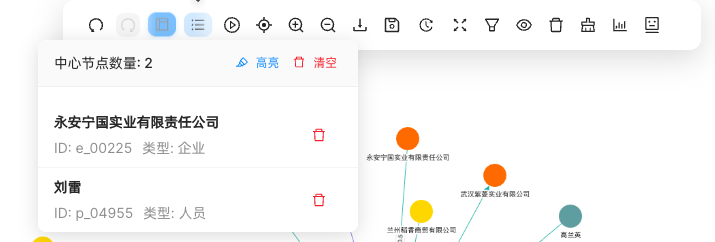 中心节点数量: 2
高亮
清空
永安宁国实业有限责任公司
ID: e_00225 类型: 企业
刘雷
ID: p_04955 类型: 人员
永安宁国实业有限责任公司
武汉紫菱实业有限公司
兰州稻香商贸有限公司
高兰英